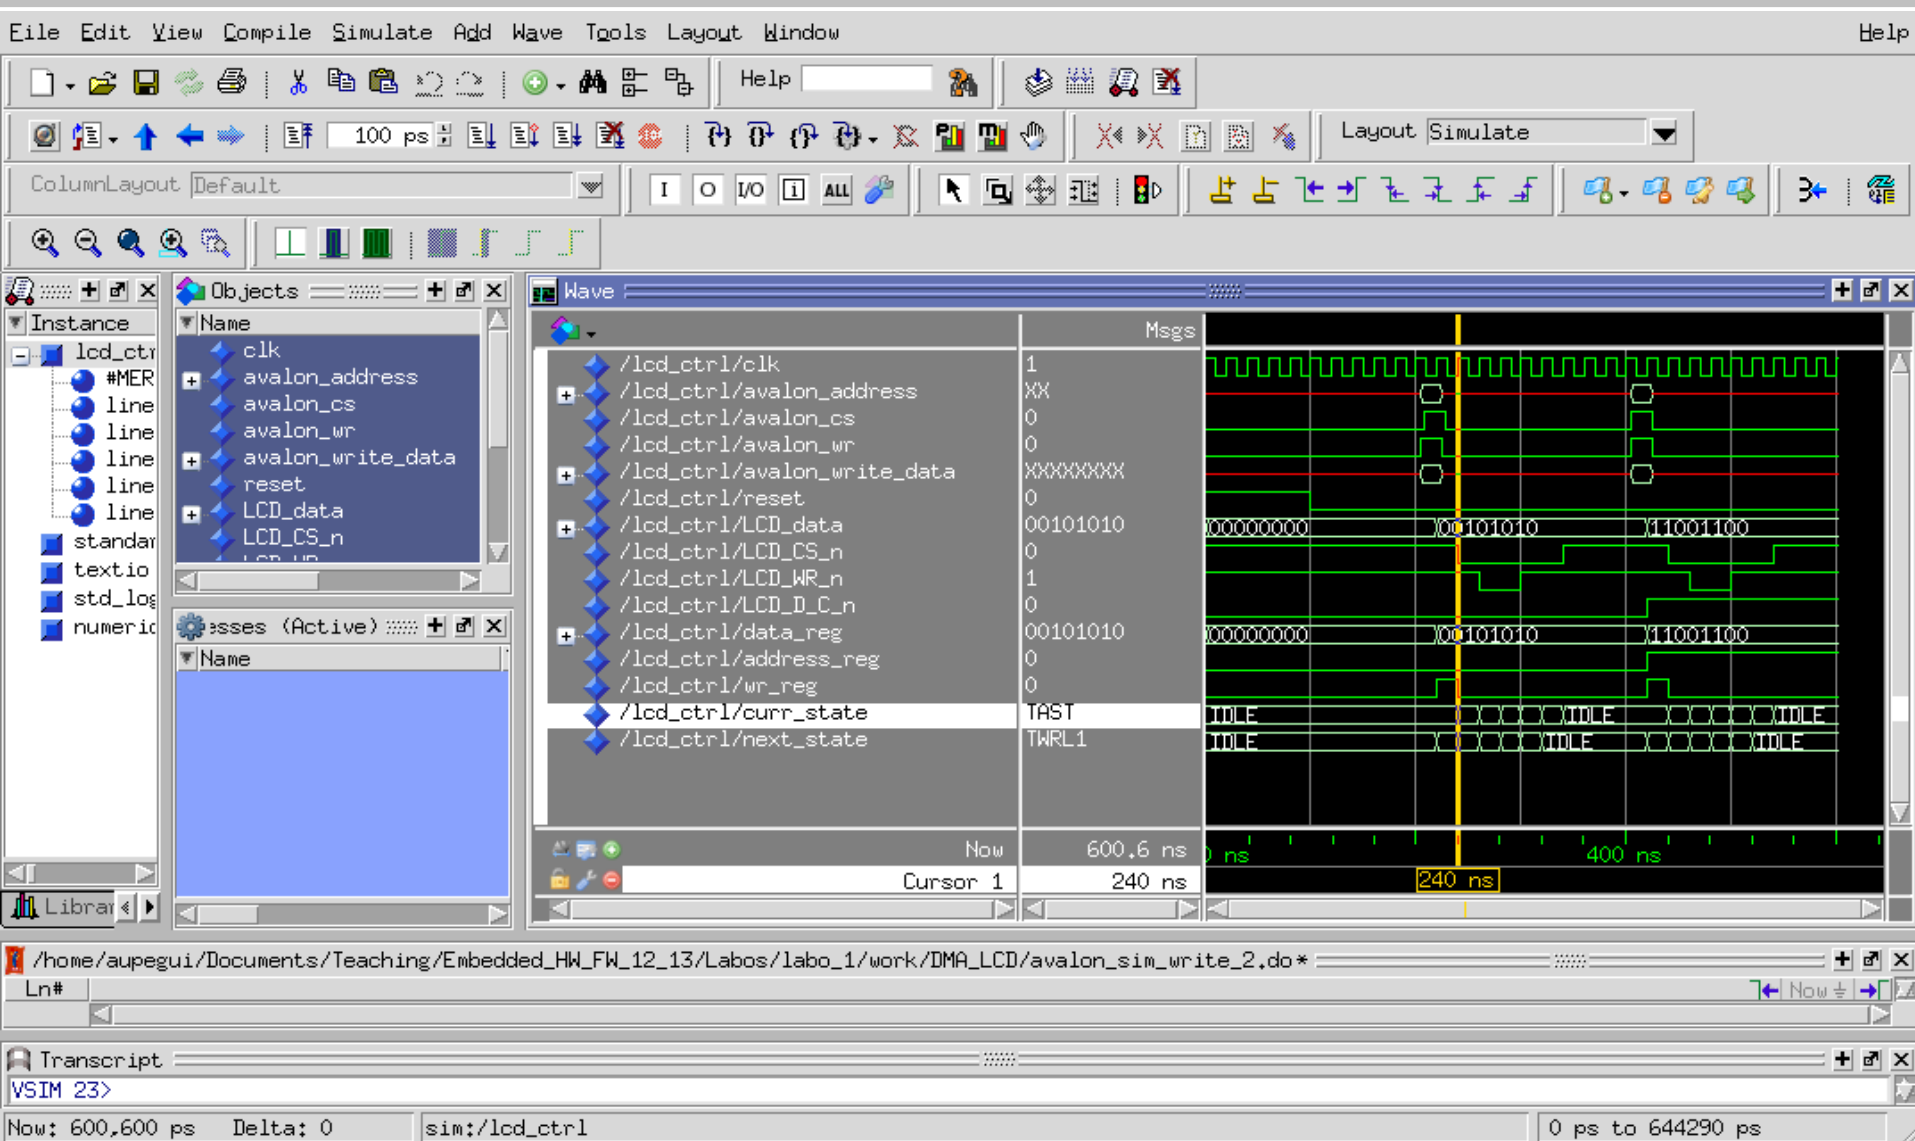 Eile Edit View Compile Simulate Add Wave Tools Layout Window Help
Help
100 ps
Layout Simulate
ColumnLayout Default
I O I/O i ALL
Objects
Wave
Instance
Name
Msgs
lcd_ctr
#MER
line
line
line
line
line
standar
textio
std_log
numeric
clk
avalon_address
avalon_cs
avalon_wr
avalon_write_data
reset
LCD_data
LCD_CS_n
esses (Active)
Name
Librar
/lcd_ctrl/clk 1
/lcd_ctrl/avalon_address XX
/lcd_ctrl/avalon_cs 0
/lcd_ctrl/avalon_wr 0
/lcd_ctrl/avalon_write_data XXXXXXXX
/lcd_ctrl/reset 0
/lcd_ctrl/LCD_data 00101010 00000000 00101010 11001100
/lcd_ctrl/LCD_CS_n 0
/lcd_ctrl/LCD_WR_n 1
/lcd_ctrl/LCD_D_C_n 0
/lcd_ctrl/data_reg 00101010 00000000 00101010 11001100
/lcd_ctrl/address_reg 0
/lcd_ctrl/wr_reg 0
/lcd_ctrl/curr_state TAST IDLE IDLE IDLE
/lcd_ctrl/next_state TWRL1 IDLE IDLE IDLE
Now 600.6 ns ns 400 ns
Cursor 1 240 ns 240 ns
/home/aupegui/Documents/Teaching/Embedded_HW_FW_12_13/Labos/labo_1/work/DMA_LCD/avalon_sim_write_2.do *
Ln#
Now
Transcript
VSIM 23>
Now: 600,600 ps Delta: 0 sim:/lcd_ctrl 0 ps to 644290 ps